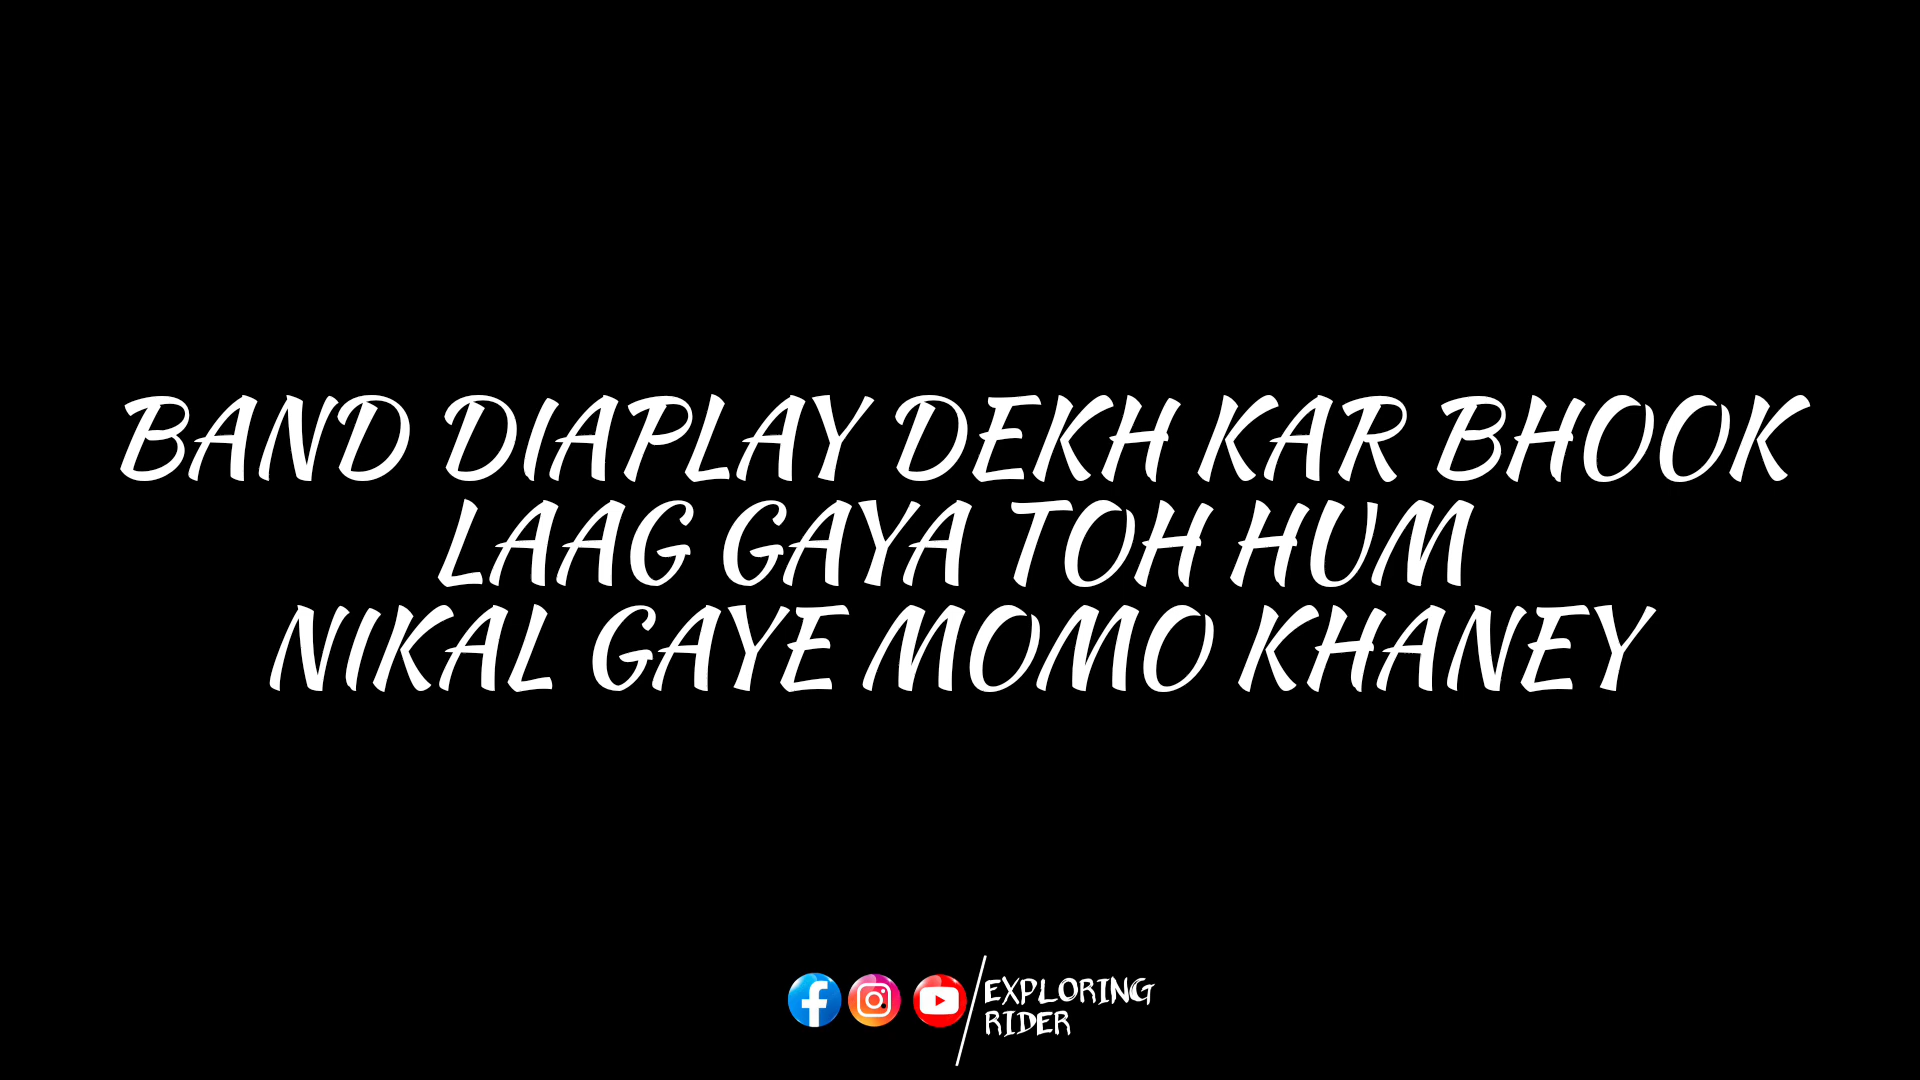 BAND DIAPLAY DEKH KAR BHOOK
LAAG GAYA TOH HUM
NIKAL GAYE MOMO KHANEY
EXPLORING
RIDER